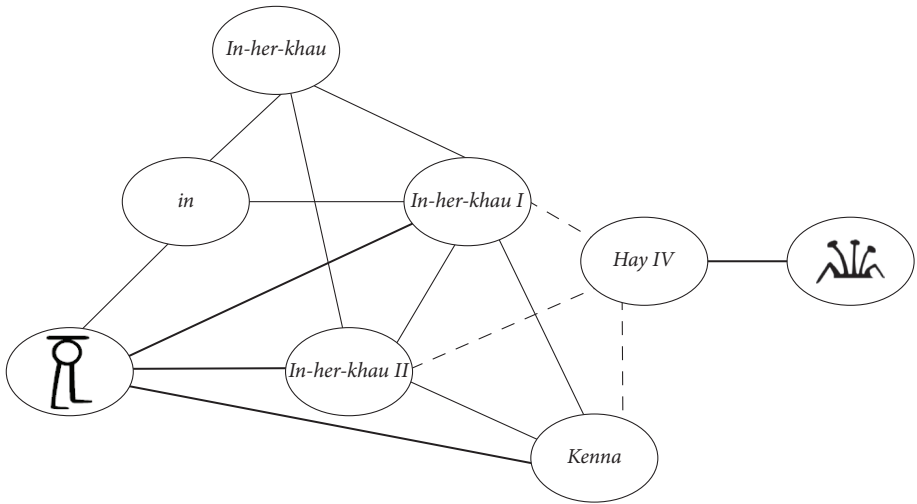 In-her-khau
in
In-her-khau I
Hay IV
In-her-khau II
Kenna